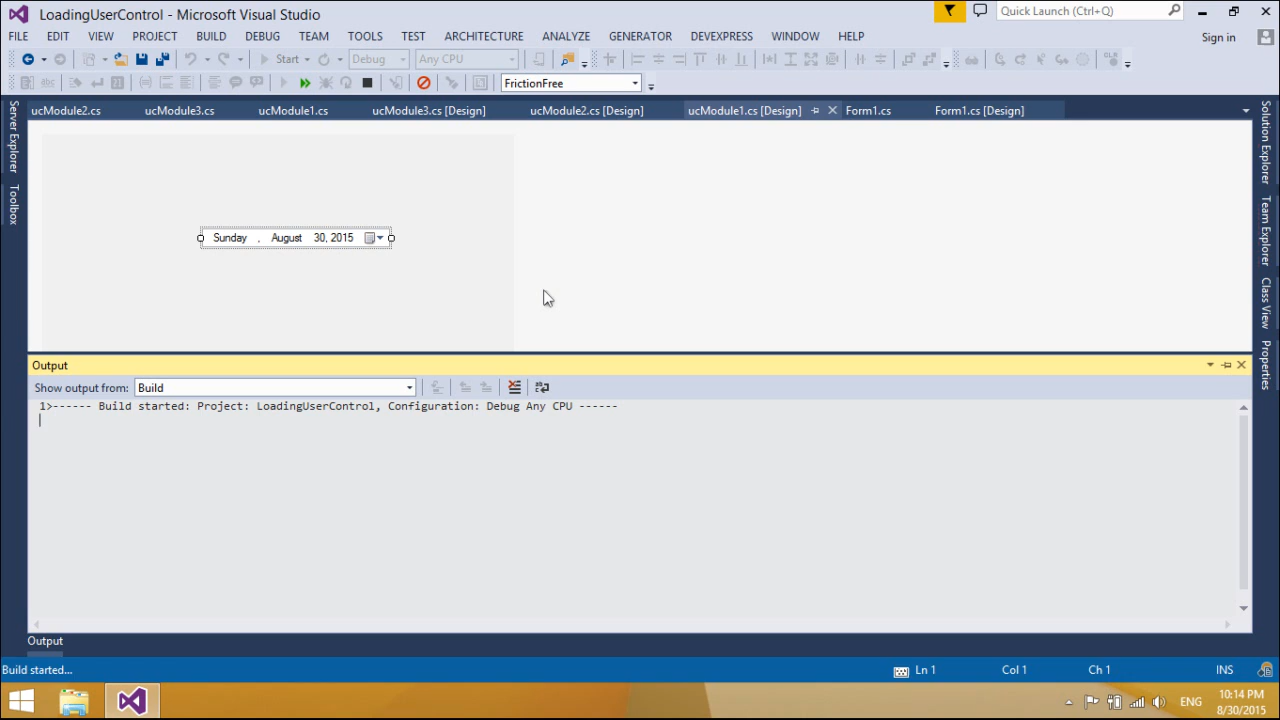 LoadingUserControl - Microsoft Visual Studio
Quick Launch (Ctrl+Q)
FILE EDIT VIEW PROJECT BUILD DEBUG TEAM TOOLS TEST ARCHITECTURE ANALYZE GENERATOR DEVEXPRESS WINDOW HELP
Sign in
Start Debug Any CPU
FrictionFree
ucModule2.cs ucModule3.cs ucModule1.cs ucModule3.cs [Design] ucModule2.cs [Design] ucModule1.cs [Design] Form1.cs Form1.cs [Design]
Server Explorer
Toolbox
Sunday , August 30, 2015
Solution Explorer
Team Explorer
Class View
Properties
Output
Show output from: Build
1>------ Build started: Project: LoadingUserControl, Configuration: Debug Any CPU ------
Output
Build started... Ln 1 Col 1 Ch 1 INS
ENG 10:14 PM
8/30/2015